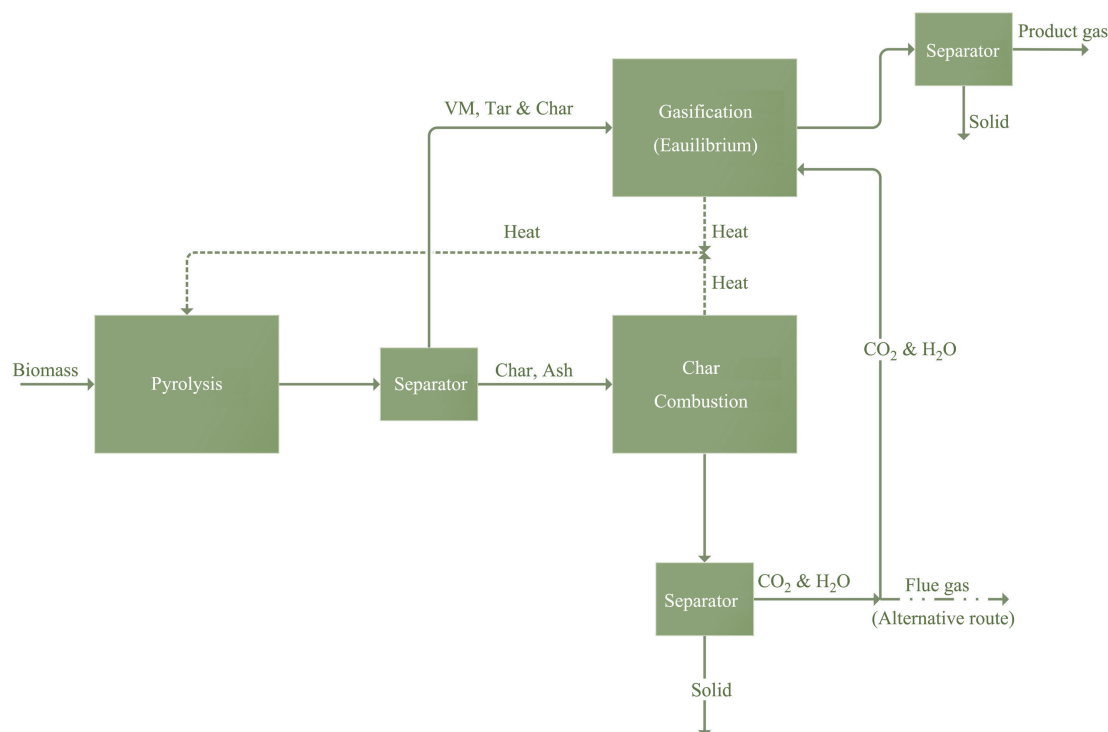 Product gas
Separator
Solid
VM, Tar & Char
Gasification
(Eauilibrium)
Heat
Heat
Heat
Biomass
Pyrolysis
Separator
Char, Ash
Char
Combustion
CO₂ & H₂O
CO₂ & H₂O
Separator
Flue gas
(Alternative route)
Solid